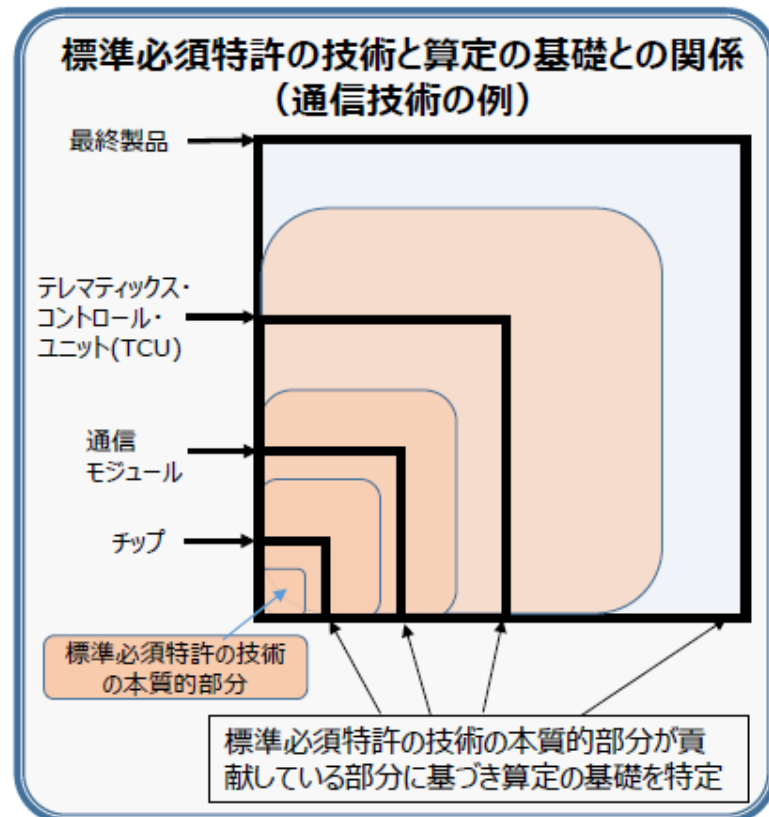 標準必須特許の技術と算定の基礎との関係
（通信技術の例）
最終製品
テレマティックス・
コントロール・
ユニット(TCU)
通信
モジュール
チップ
標準必須特許の技術
の本質的部分
標準必須特許の技術の本質的部分が貢
献している部分に基づき算定の基礎を特定